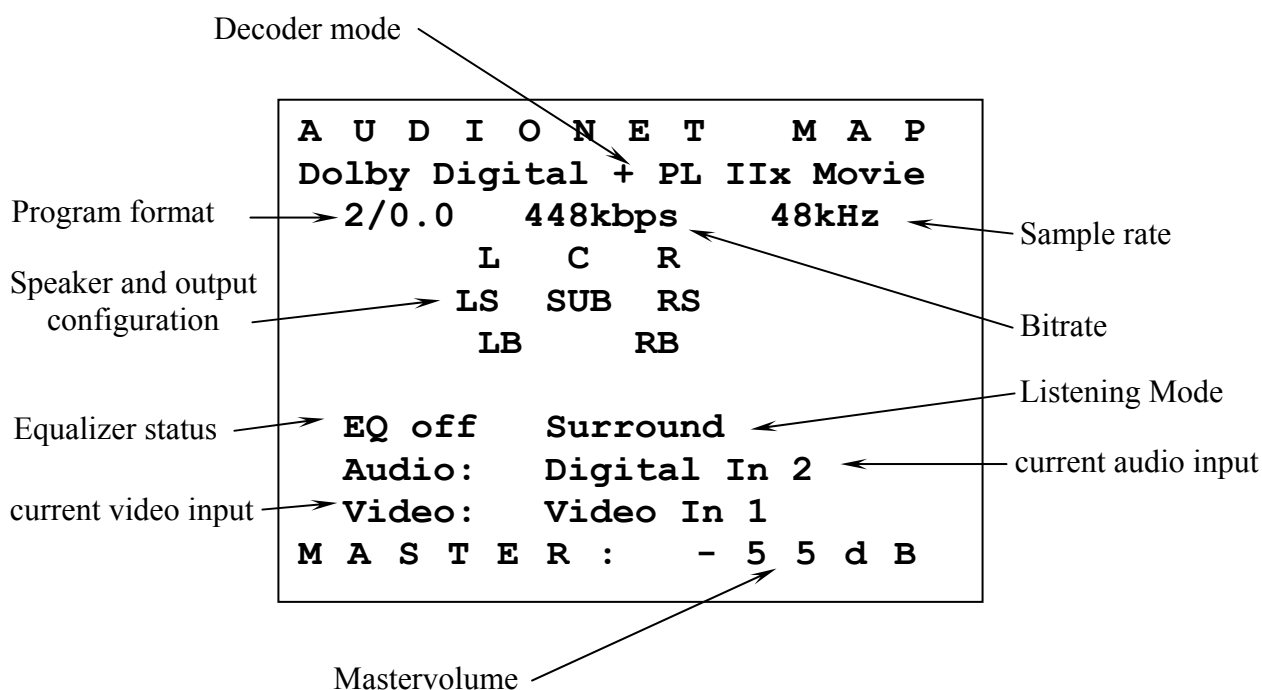 Decoder mode
A U D I O N E T M A P
Dolby Digital + PL IIx Movie
Program format
2/0.0 448kbps 48kHz
Sample rate
L C R
Speaker and output
configuration
LS SUB RS
Bitrate
LB RB
Listening Mode
Equalizer status
EQ off Surround
Audio: Digital In 2
current audio input
current video input
Video: Video In 1
M A S T E R : - 5 5 d B
Mastervolume